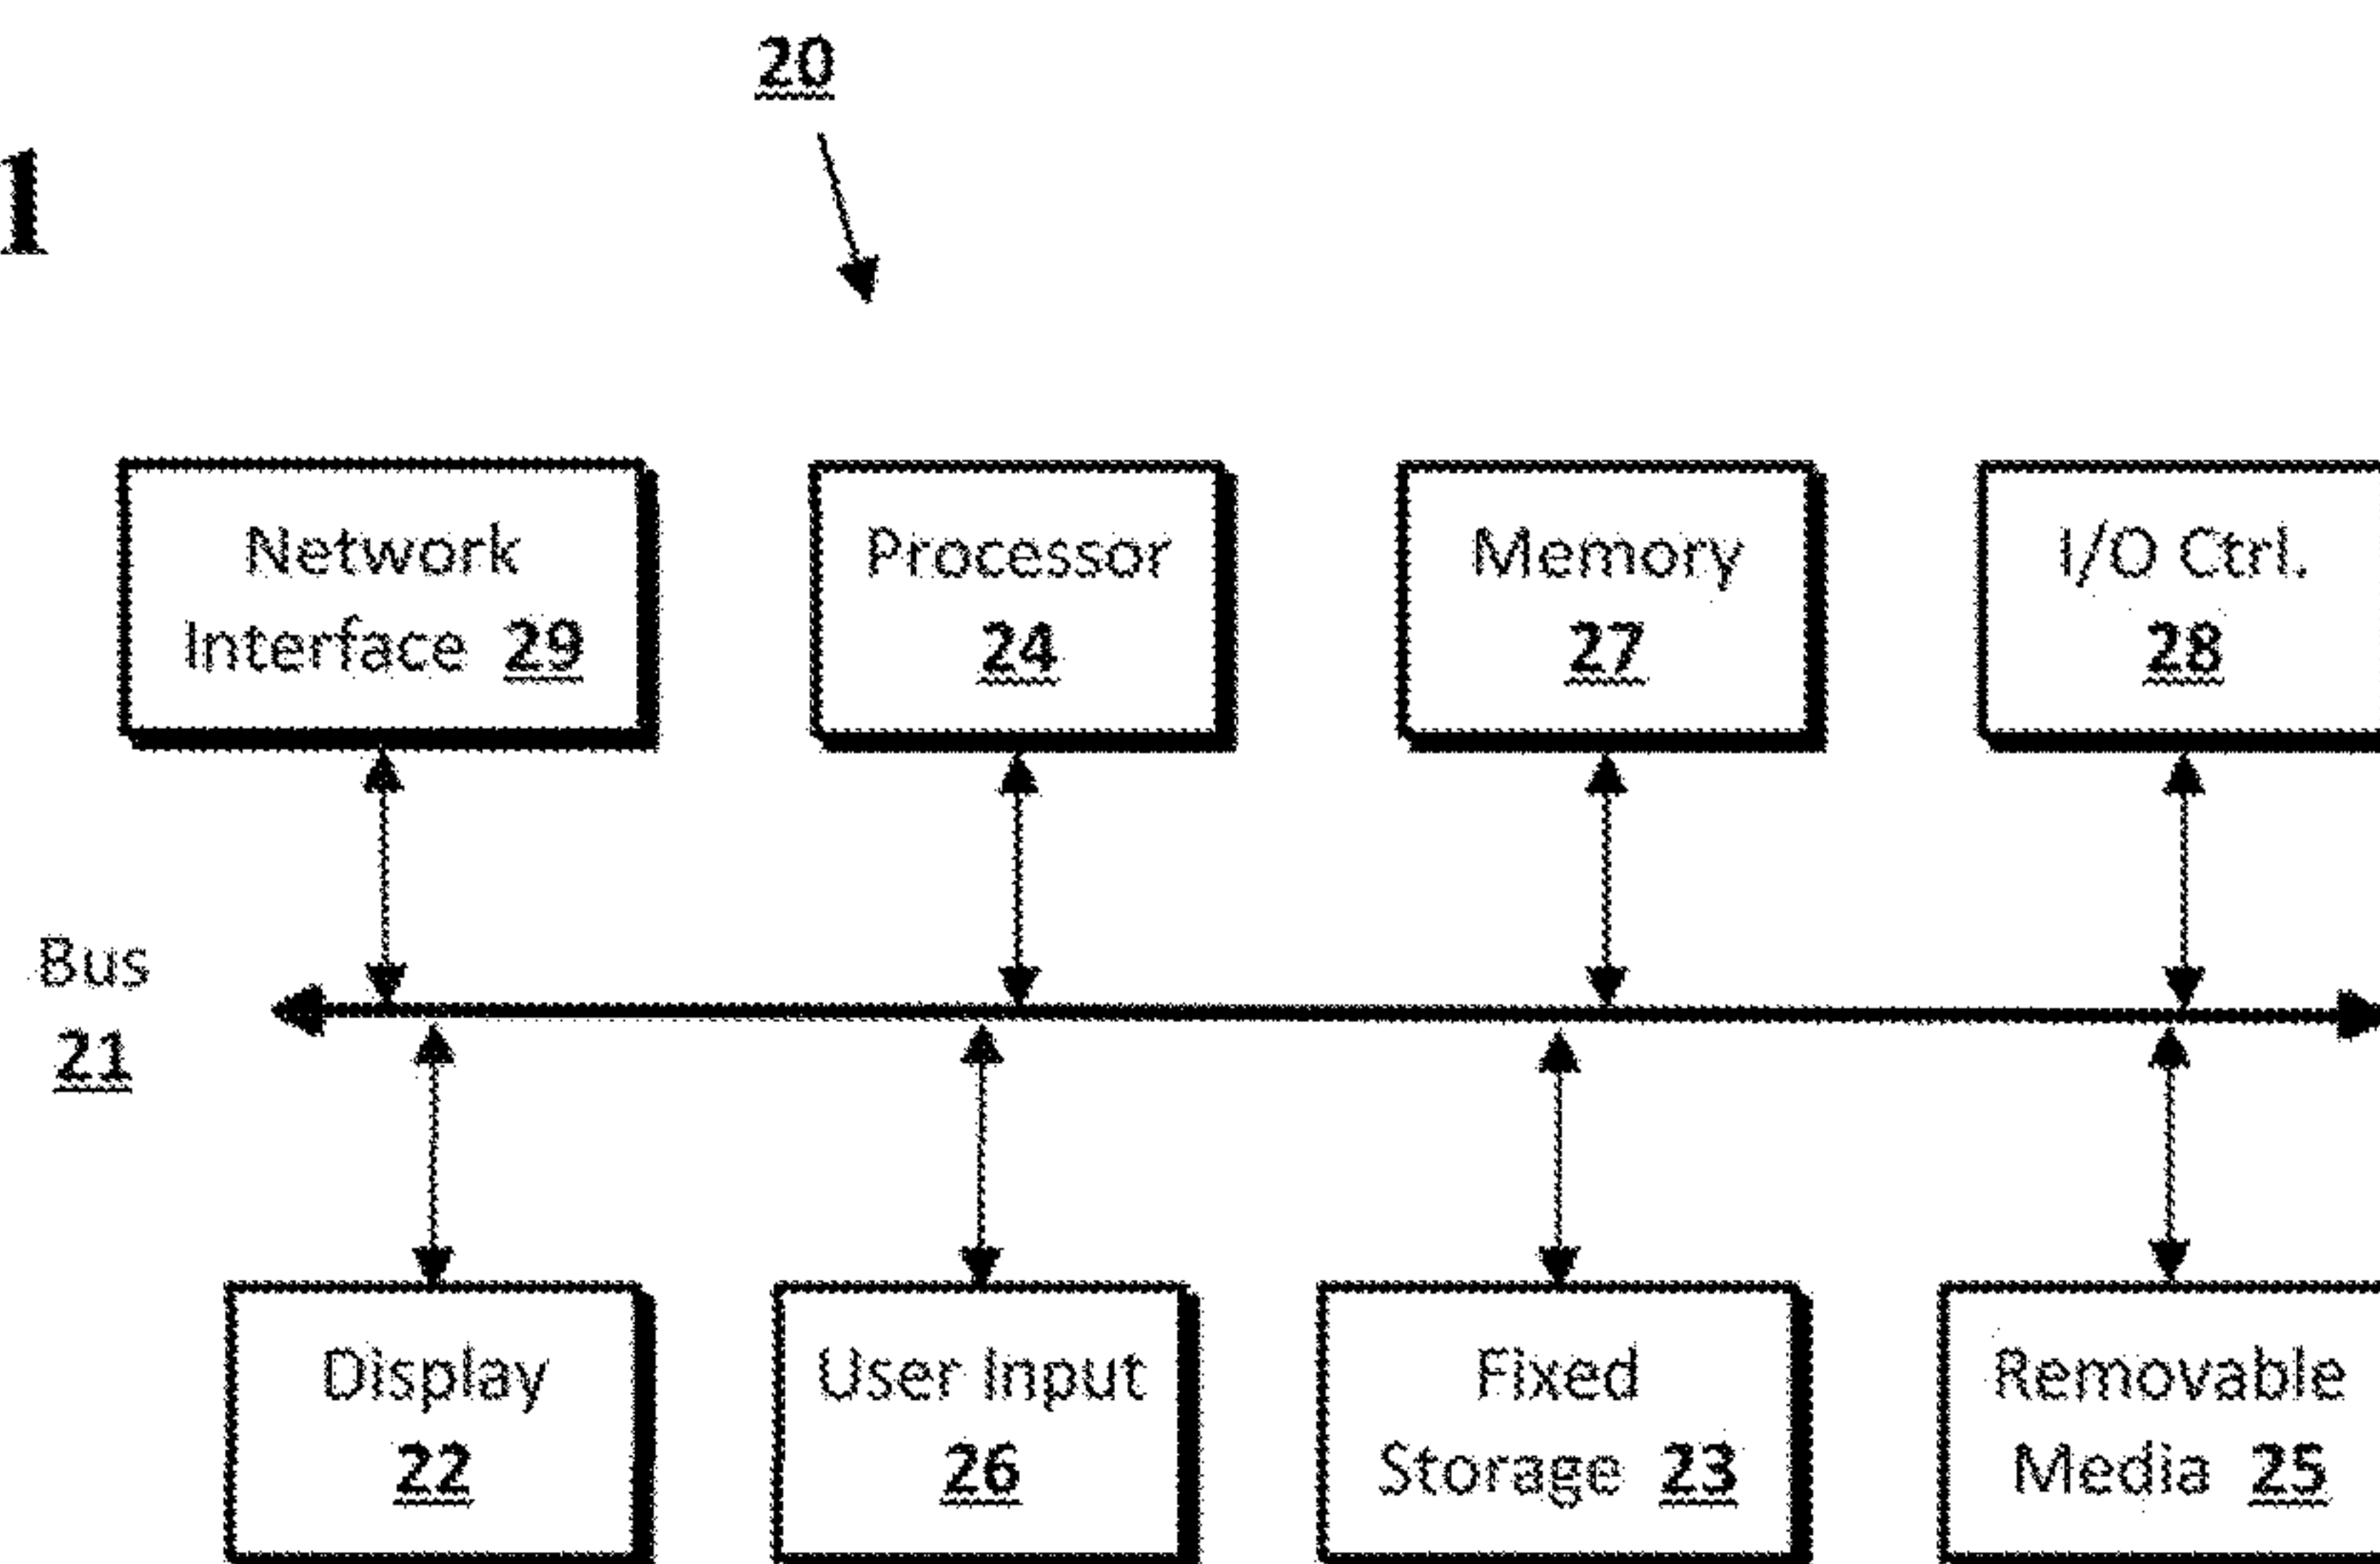 20
1
Network
Interface 29
Processor
24
Memory
27
I/O Ctrl.
28
Bus
21
Display
22
User Input
26
Fixed
Storage 23
Removable
Media 25